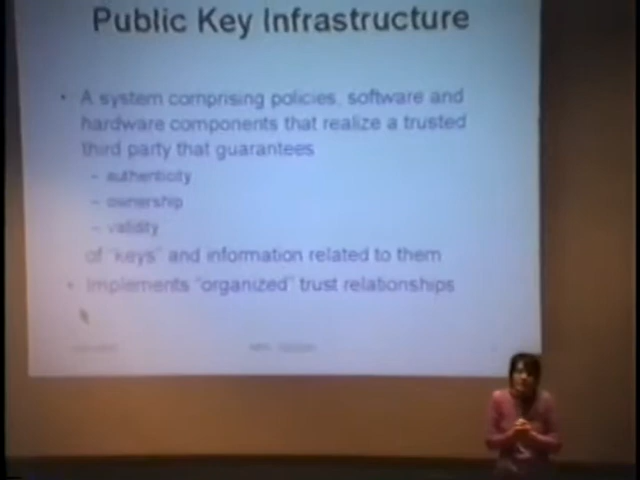 Public Key Infrastructure
• A system comprising policies, software and
hardware components that realize a trusted
third party that guarantees
- authenticity
- ownership
- validity
of "keys" and information related to them
• Implements "organized" trust relationships